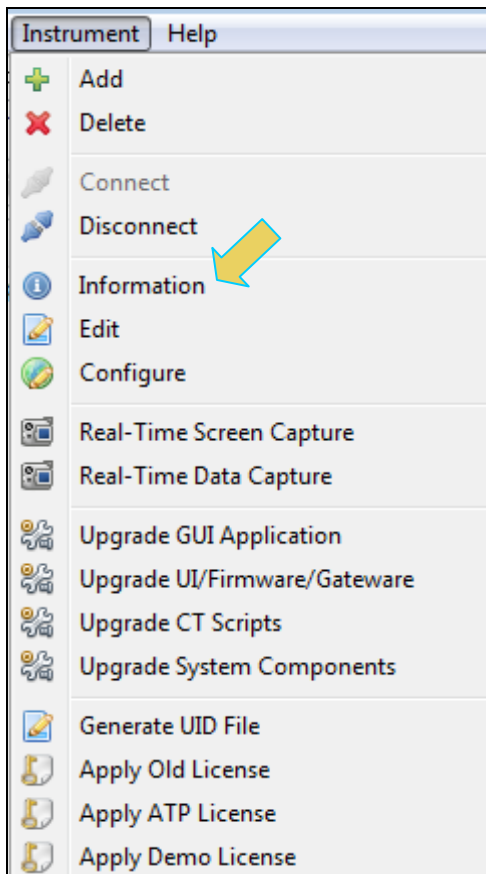 Instrument Help
Add
Delete
Connect
Disconnect
Information
Edit
Configure
Real-Time Screen Capture
Real-Time Data Capture
Upgrade GUI Application
Upgrade UI/Firmware/Gateware
Upgrade CT Scripts
Upgrade System Components
Generate UID File
Apply Old License
Apply ATP License
Apply Demo License